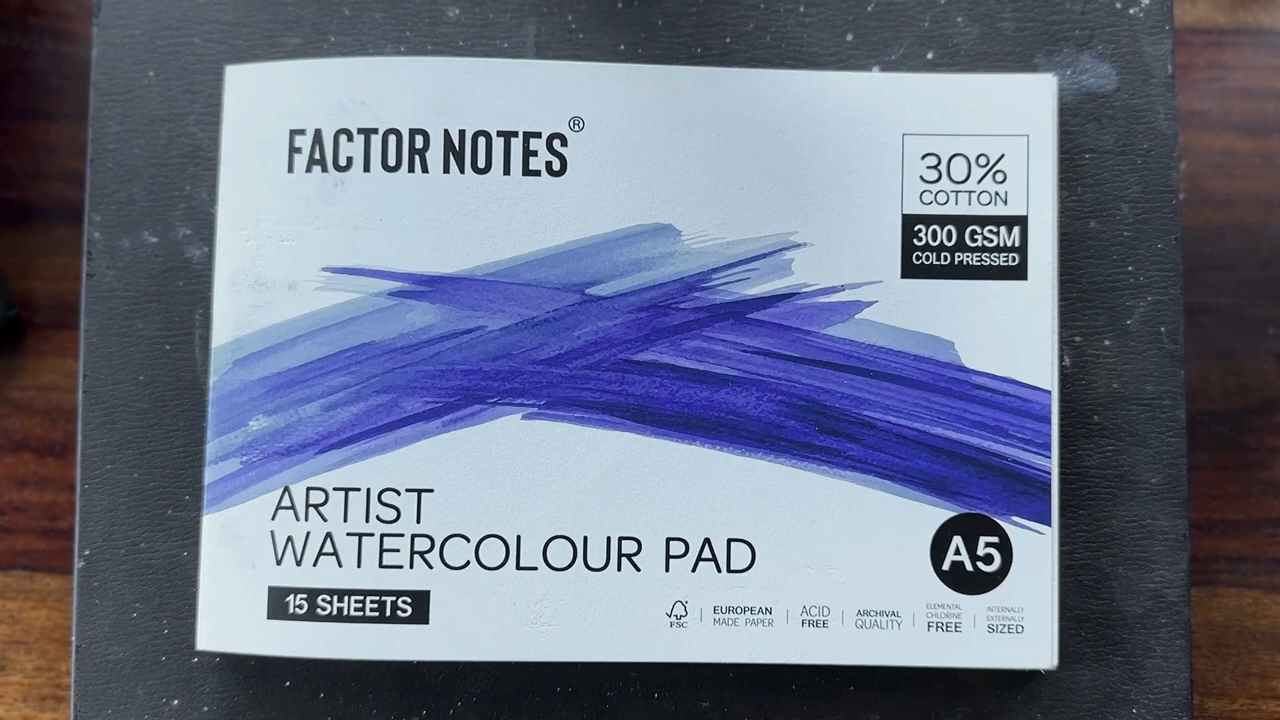 FACTOR NOTES®
30%
COTTON
300 GSM
COLD PRESSED
ARTIST
WATERCOLOUR PAD
15 SHEETS
A5
FSC
EUROPEAN
MADE PAPER
ACID
FREE
ARCHIVAL
QUALITY
ELEMENTAL
CHLORINE
FREE
INTERNALLY
EXTERNALLY
SIZED